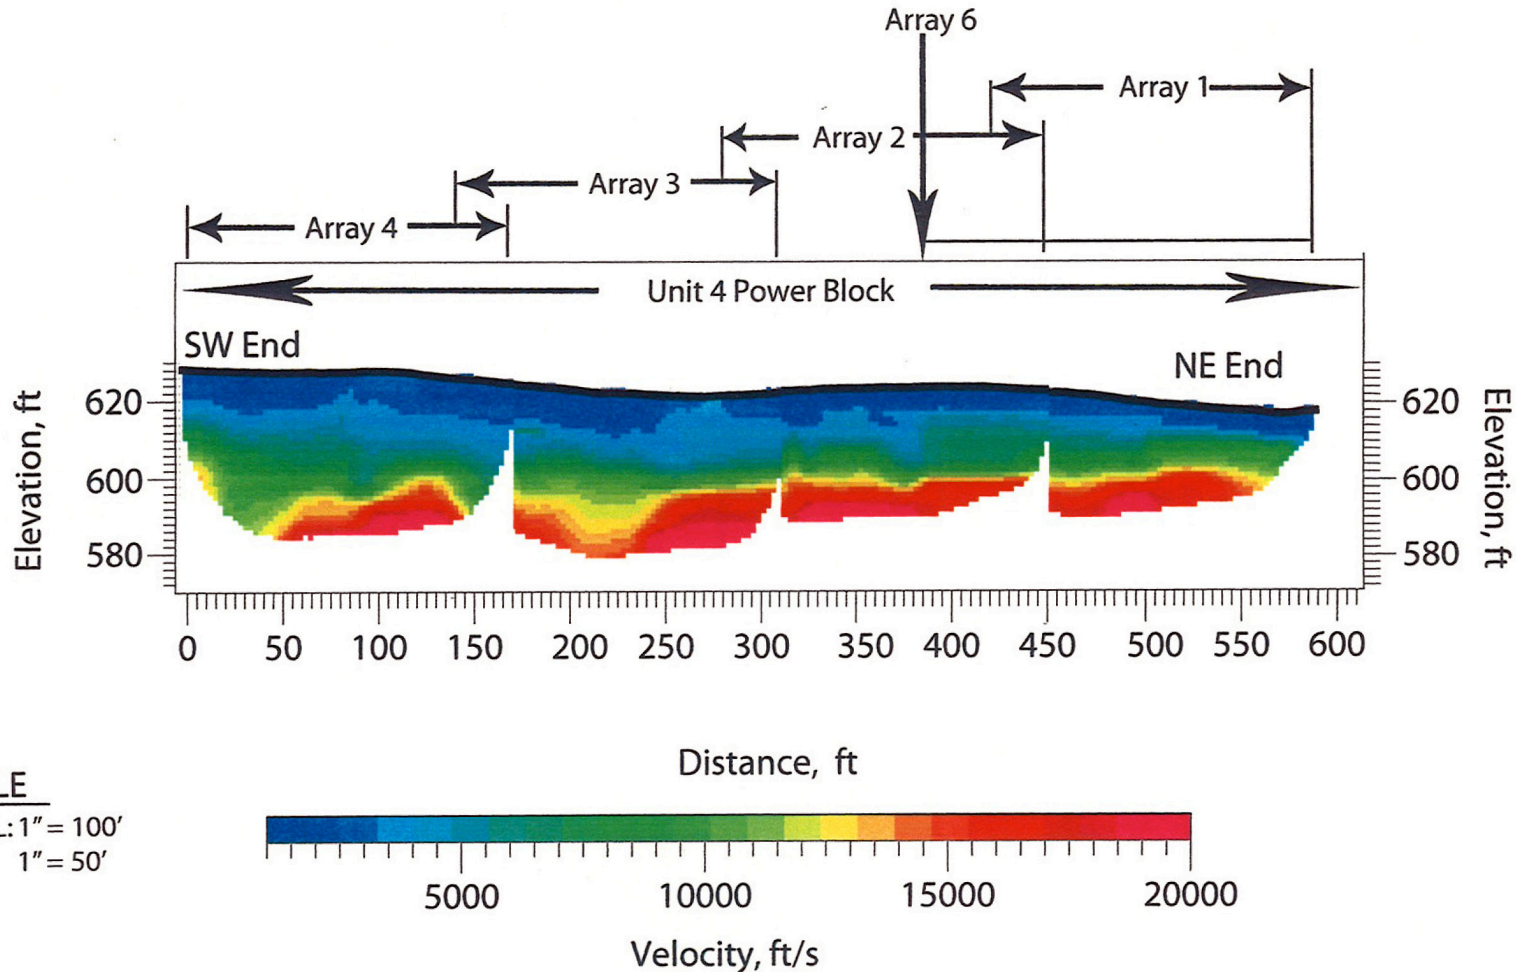 Array 6
Array 1
Array 2
Array 3
Array 4
Unit 4 Power Block
SW End
NE End
Elevation, ft
620
600
580
620
600
580
Elevation, ft
0 50 100 150 200 250 300 350 400 450 500 550 600
Distance, ft
LE
L: 1” = 100’
1” = 50’
5000 10000 15000 20000
Velocity, ft/s